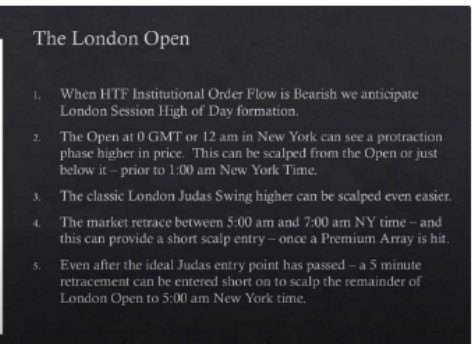 The London Open
1. When HTF Institutional Order Flow is Bearish we anticipate
London Session High of Day formation.
2. The Open at 0 GMT or 12 am in New York can see a protraction
phase higher in price. This can be scalped from the Open or just
below it – prior to 1:00 am New York Time.
3. The classic London Judas Swing higher can be scalped even easier.
4. The market retrace between 5:00 am and 7:00 am NY time – and
this can provide a short scalp entry – once a Premium Array is hit.
5. Even after the ideal Judas entry point has passed – a 5 minute
retracement can be entered short on to scalp the remainder of
London Open to 5:00 am New York time.